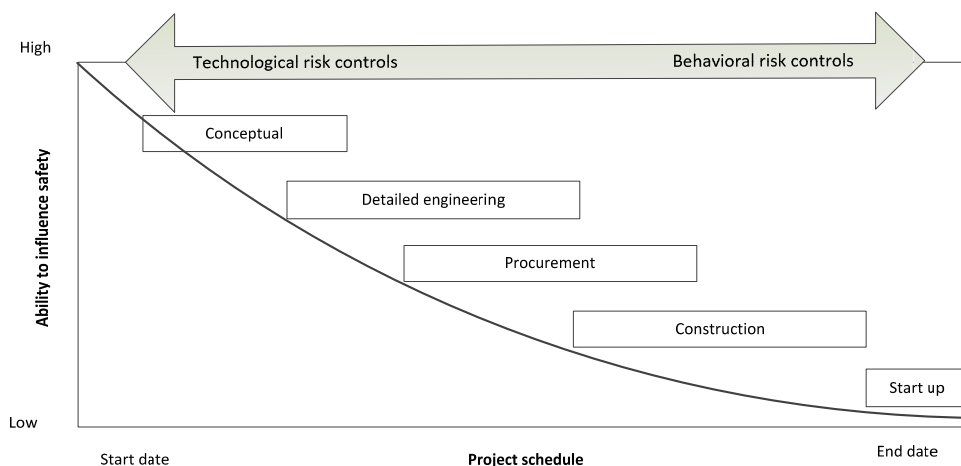 High
Technological risk controls
Behavioral risk controls
Conceptual
Detailed engineering
Ability to influence safety
Procurement
Construction
Start up
Low
Start date
Project schedule
End date